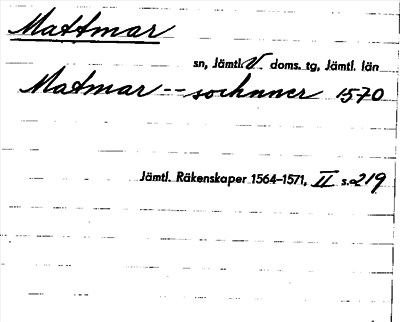 Mattmar
sn, Jämtl. V. doms. tg, Jämtl. län
Matmar -- sochnner 1570
Jämtl. Räkenskaper 1564–1571, II s. 219